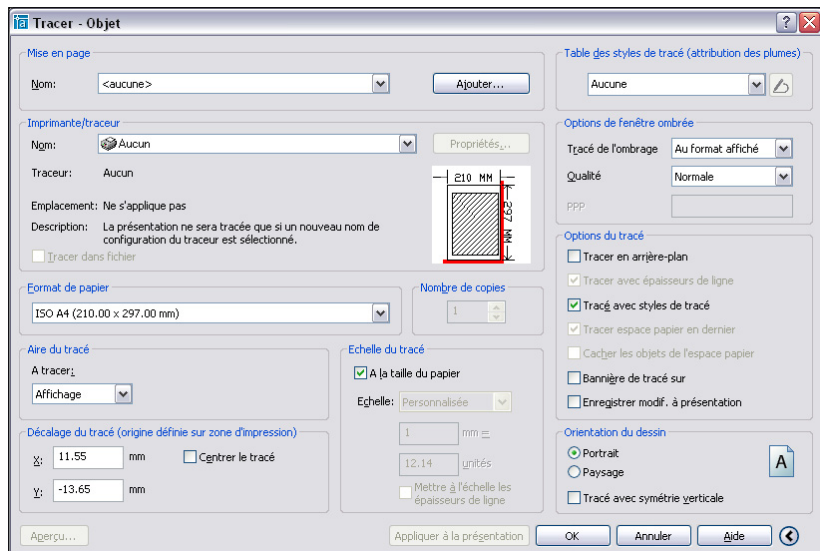 Tracer - Objet
Mise en page
Nom: <aucune> Ajouter...
Table des styles de tracé (attribution des plumes)
Aucune
Imprimante/traceur
Nom: Aucun Propriétés...
Traceur: Aucun
Emplacement: Ne s'applique pas
Description: La présentation ne sera tracée que si un nouveau nom de
configuration du traceur est sélectionné.
Tracer dans fichier
210 MM
297 MM
Options de fenêtre ombrée
Tracé de l'ombrage Au format affiché
Qualité Normale
PPP
Format de papier
ISO A4 (210.00 x 297.00 mm)
Nombre de copies
1
Options du tracé
Tracer en arrière-plan
Tracer avec épaisseurs de ligne
Tracé avec styles de tracé
Tracer espace papier en dernier
Cacher les objets de l'espace papier
Bannière de tracé sur
Enregistrer modif. à présentation
Aire du tracé
A tracer:
Affichage
Echelle du tracé
A la taille du papier
Echelle: Personnalisée
1 mm =
12.14 unités
Mettre à l'échelle les
épaisseurs de ligne
Décalage du tracé (origine définie sur zone d'impression)
X: 11.55 mm Centrer le tracé
Y: -13.65 mm
Orientation du dessin
Portrait
Paysage
A
Tracé avec symétrie verticale
Aperçu... Appliquer à la présentation OK Annuler Aide